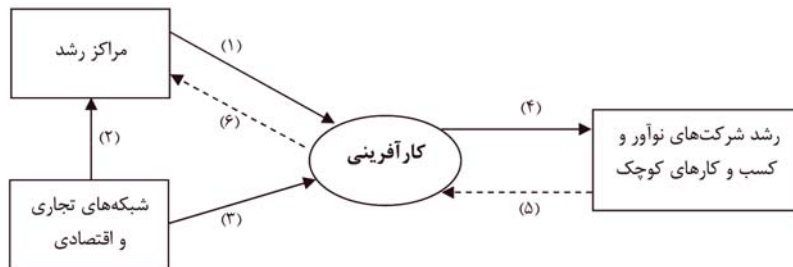 مراکز رشد
(۱)
(۲)
(۶)
کارآفرینی
(۴)
رشد شرکت‌های نوآور و
کسب و کارهای کوچک
(۵)
شبکه‌های تجاری
و اقتصادی
(۳)